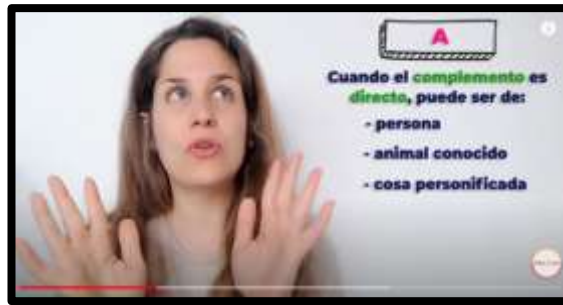 A
Cuando el complemento es
directo, puede ser de:
- persona
- animal conocido
- cosa personificada